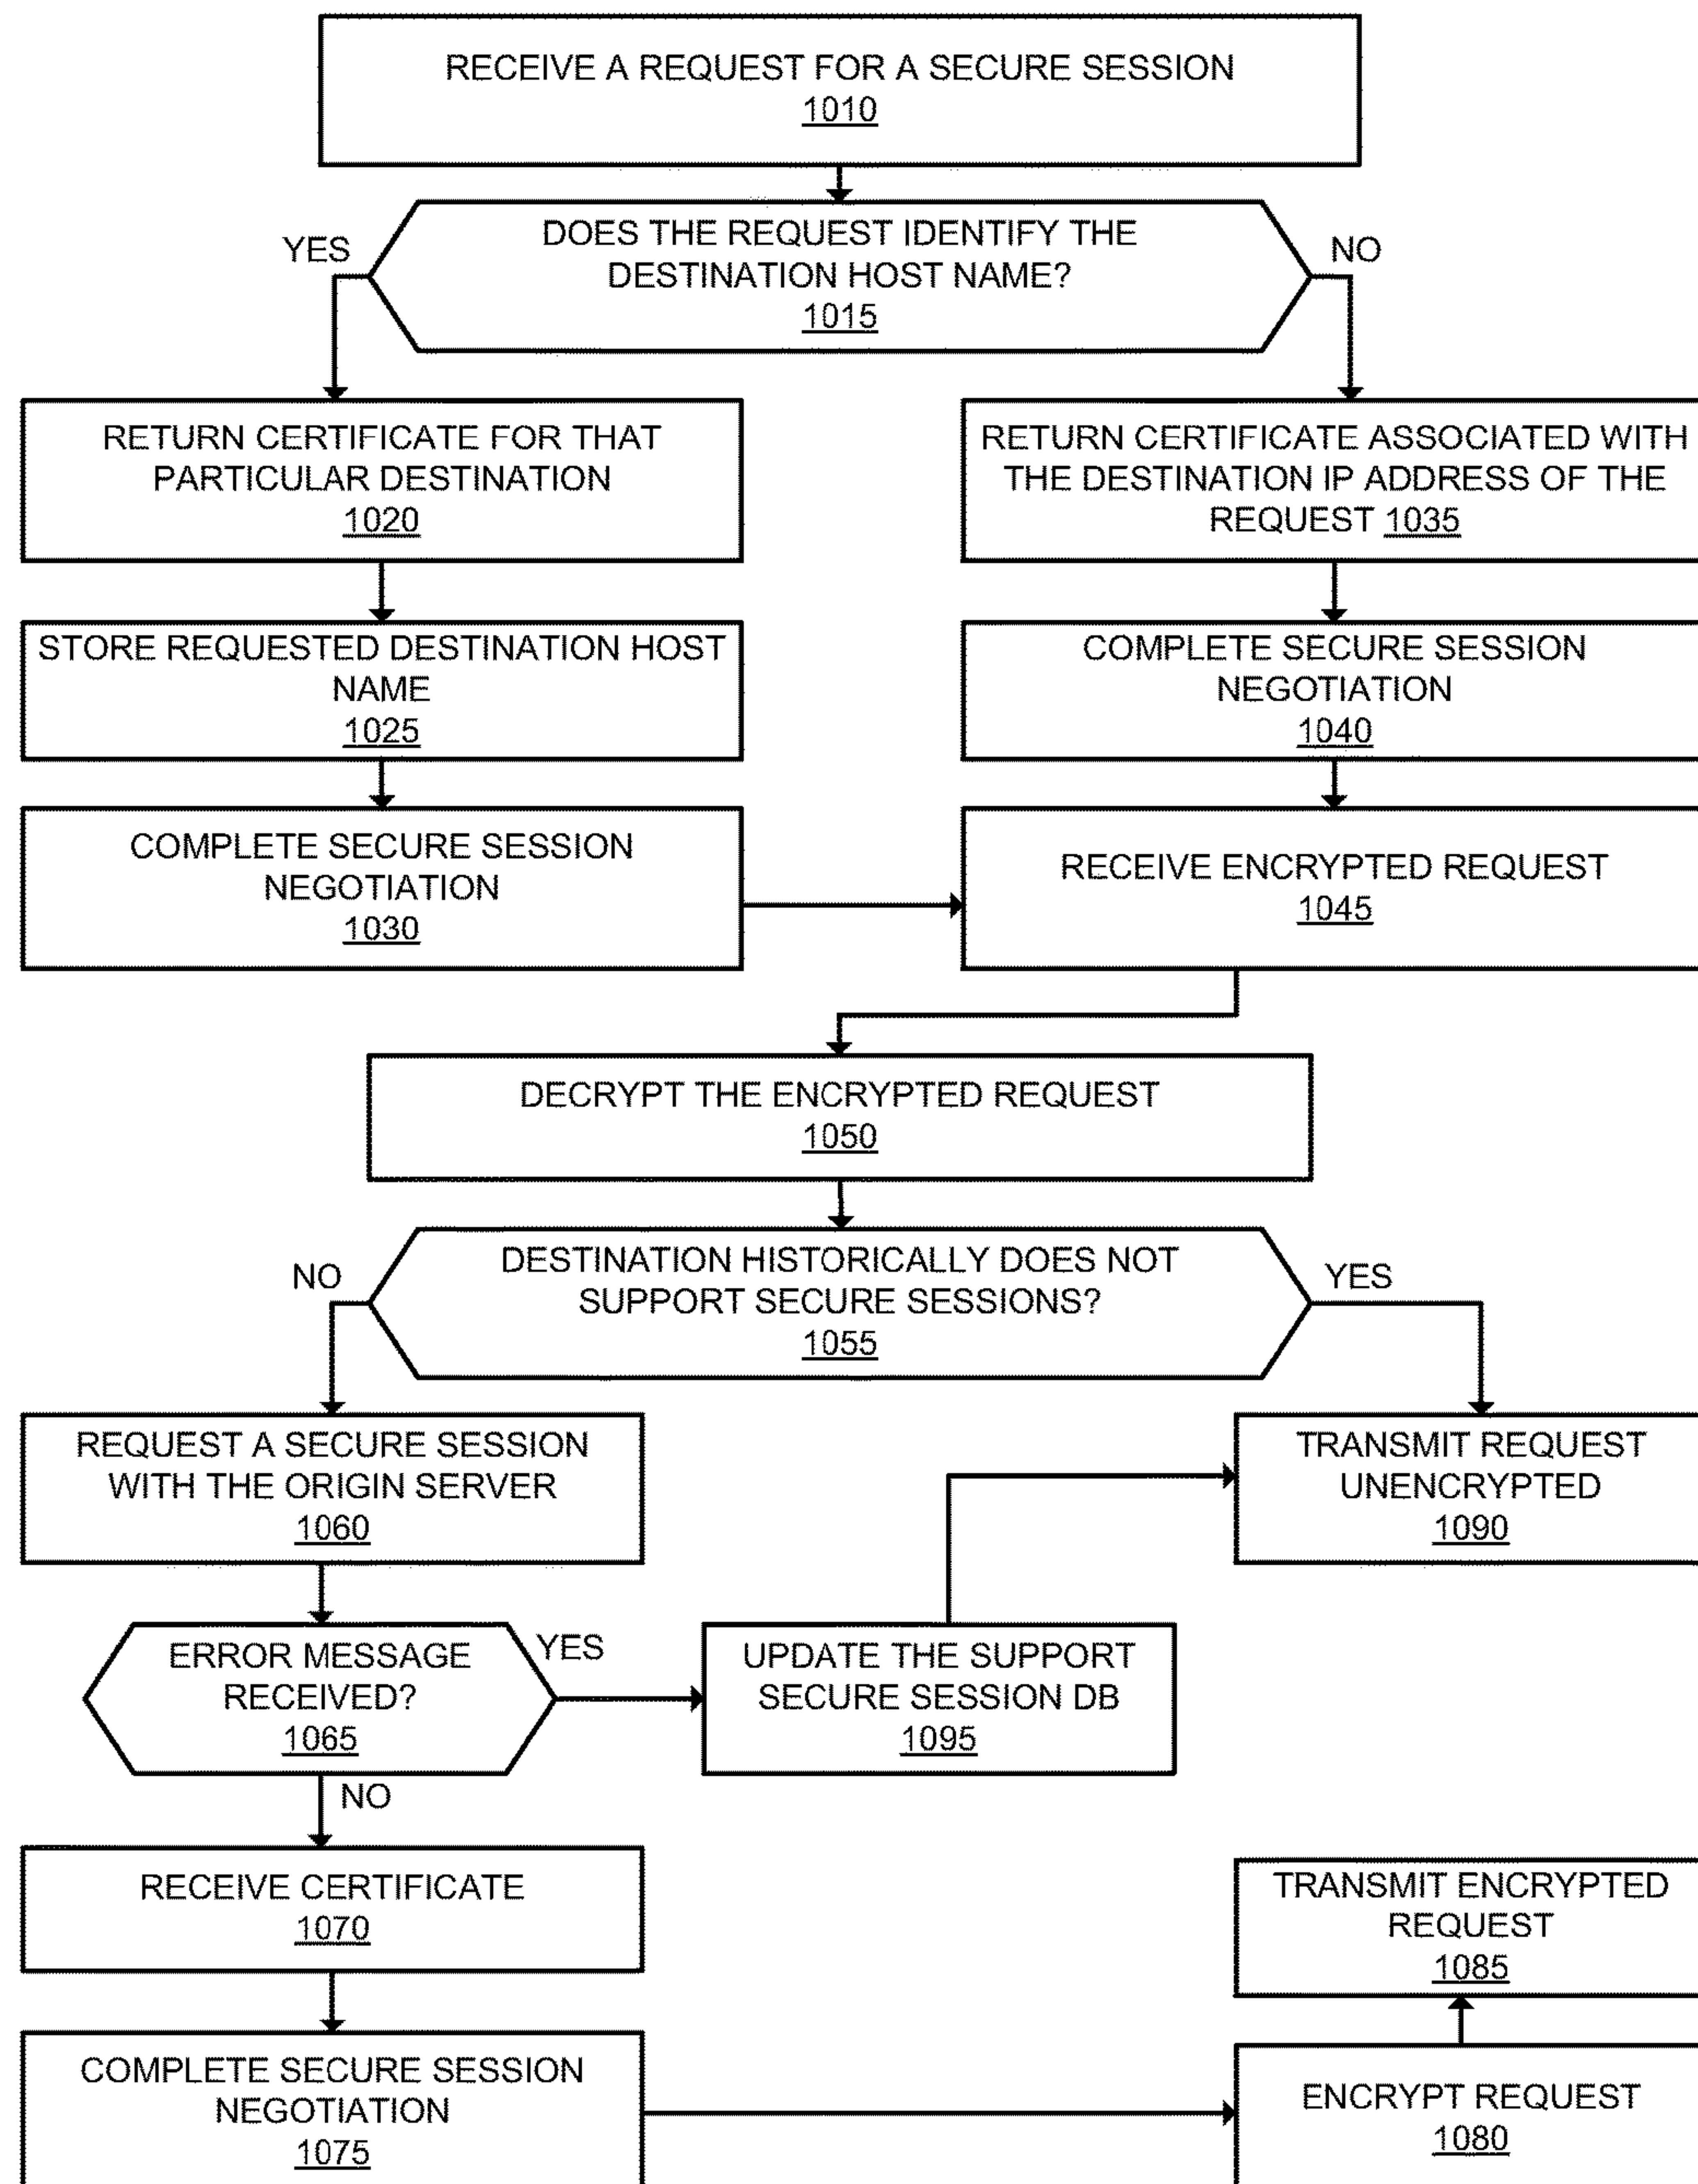 RECEIVE A REQUEST FOR A SECURE SESSION
1010
DOES THE REQUEST IDENTIFY THE
DESTINATION HOST NAME?
1015
YES
NO
RETURN CERTIFICATE FOR THAT
PARTICULAR DESTINATION
1020
RETURN CERTIFICATE ASSOCIATED WITH
THE DESTINATION IP ADDRESS OF THE
REQUEST 1035
STORE REQUESTED DESTINATION HOST
NAME
1025
COMPLETE SECURE SESSION
NEGOTIATION
1040
COMPLETE SECURE SESSION
NEGOTIATION
1030
RECEIVE ENCRYPTED REQUEST
1045
DECRYPT THE ENCRYPTED REQUEST
1050
DESTINATION HISTORICALLY DOES NOT
SUPPORT SECURE SESSIONS?
1055
NO
YES
REQUEST A SECURE SESSION
WITH THE ORIGIN SERVER
1060
TRANSMIT REQUEST
UNENCRYPTED
1090
ERROR MESSAGE
RECEIVED?
1065
YES
NO
UPDATE THE SUPPORT
SECURE SESSION DB
1095
RECEIVE CERTIFICATE
1070
TRANSMIT ENCRYPTED
REQUEST
1085
COMPLETE SECURE SESSION
NEGOTIATION
1075
ENCRYPT REQUEST
1080